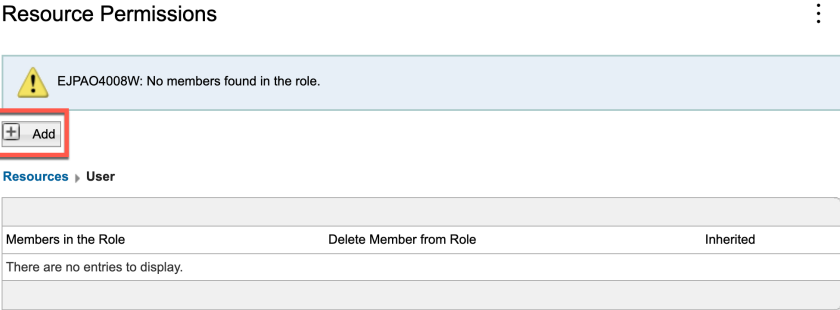 Resource Permissions
EJPAO4008W: No members found in the role.
Add
Resources User
Members in the Role Delete Member from Role Inherited
There are no entries to display.